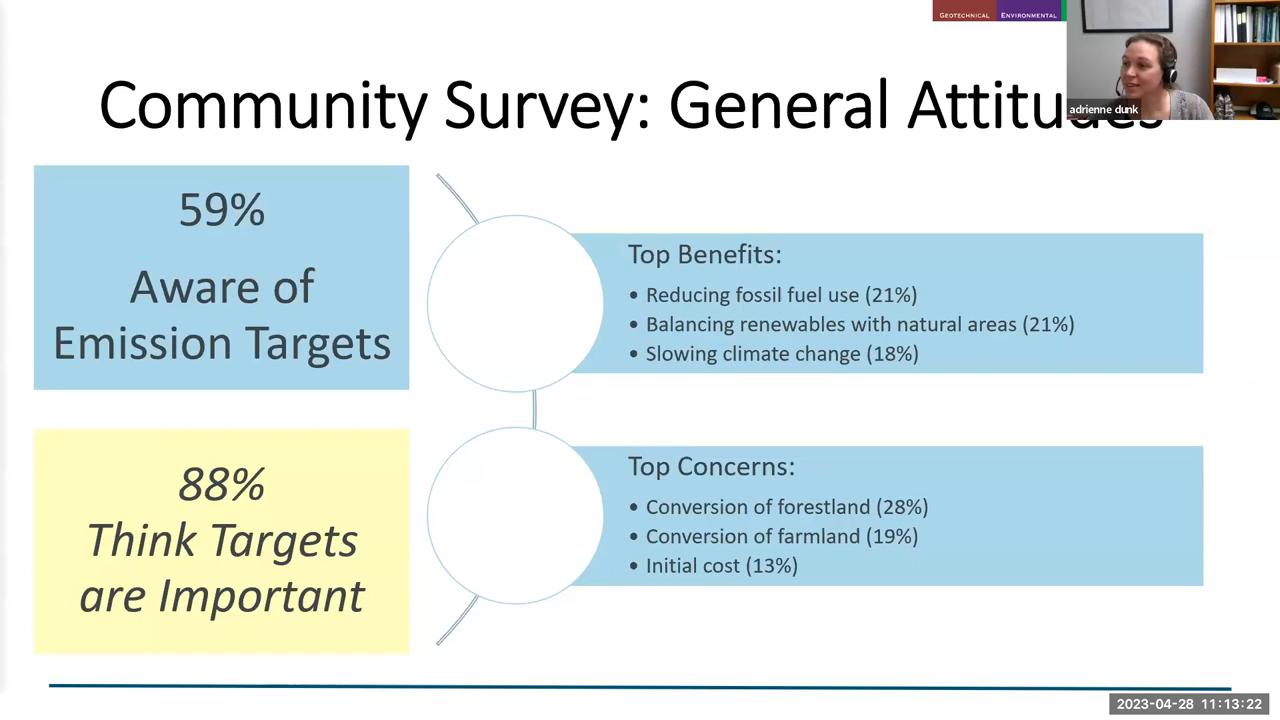 GEOTECHNICAL ENVIRONMENTAL
adrienne dunk
Community Survey: General Attitudes
59%
Aware of
Emission Targets
88%
Think Targets
are Important
Top Benefits:
• Reducing fossil fuel use (21%)
• Balancing renewables with natural areas (21%)
• Slowing climate change (18%)
Top Concerns:
• Conversion of forestland (28%)
• Conversion of farmland (19%)
• Initial cost (13%)
2023-04-28 11:13:22